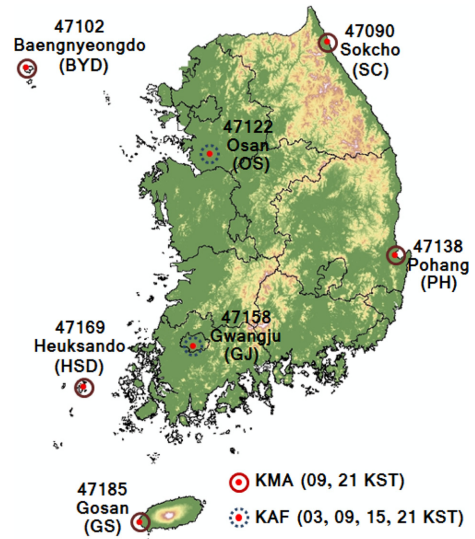 47102
Baengnyeongdo
(BYD)
47090
Sokcho
(SC)
47122
Osan
(OS)
47138
Pohang
(PH)
47158
Gwangju
(GJ)
47169
Heuksando
(HSD)
47185
Gosan
(GS)
KMA (09, 21 KST)
KAF (03, 09, 15, 21 KST)